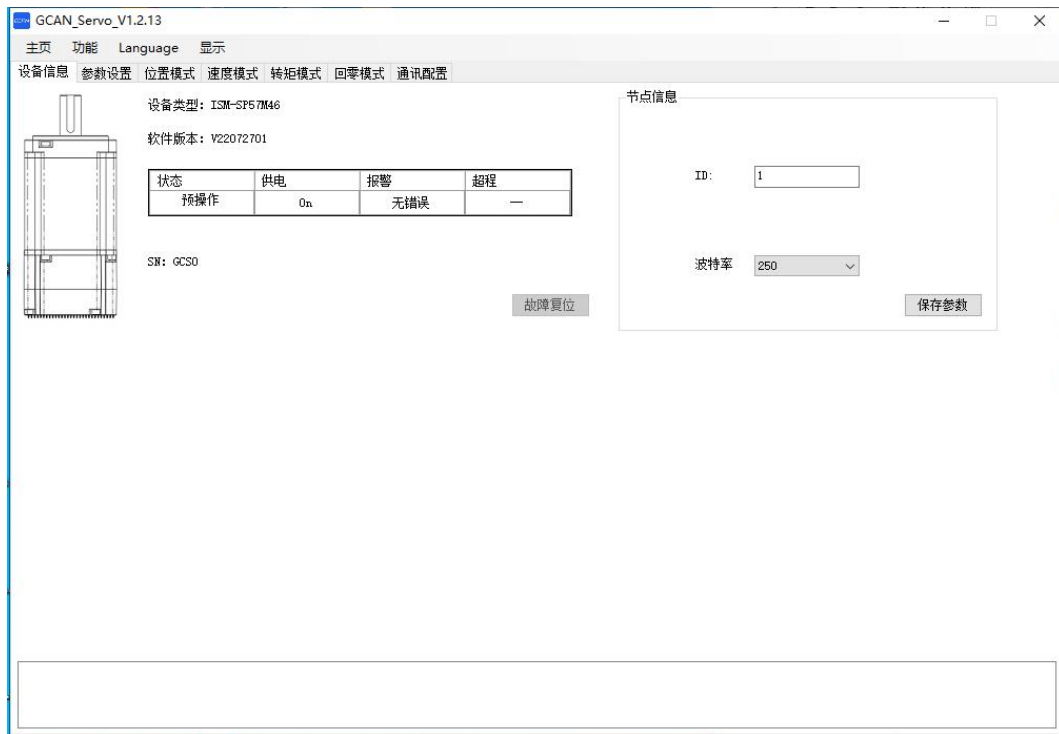 GCAN_Servo_V1.2.13
主页 功能 Language 显示
设备信息 参数设置 位置模式 速度模式 转矩模式 回零模式 通讯配置
设备类型: ISM-SP57M46
软件版本: V22072701
状态 供电 报警 超程
预操作 On 无错误 —
SN: GCSO
故障复位
节点信息
ID: 1
波特率 250
保存参数